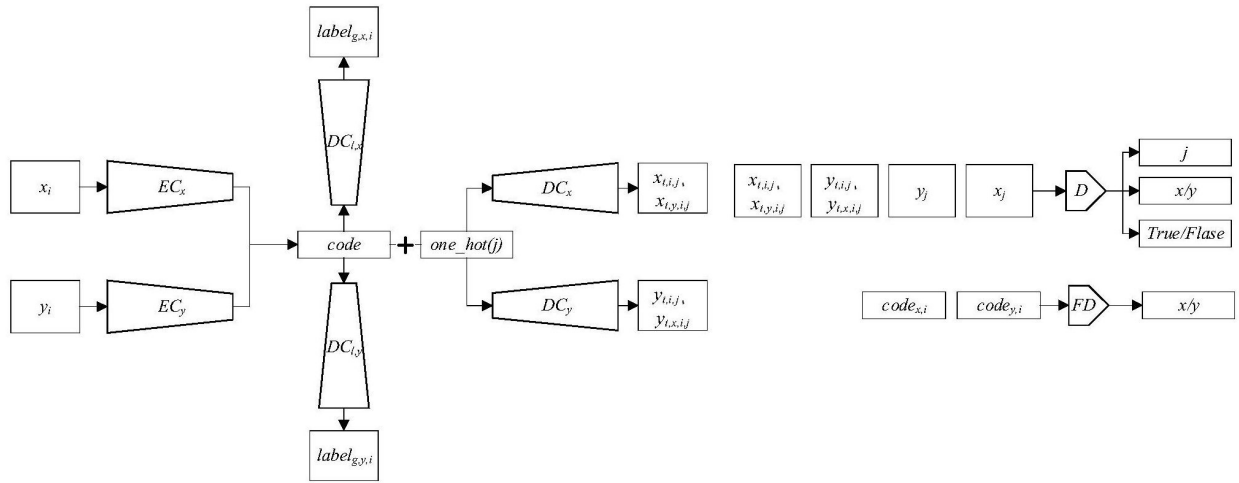 label_{g,x,i}
DC_{l,x}
x_i
EC_x
DC_x
x_{t,i,j}、
x_{t,y,i,j}
x_{t,i,j}、
x_{t,y,i,j}
y_{t,i,j}、
y_{t,x,i,j}
y_j
x_j
D
j
x/y
True/Flase
code
+
one_hot(j)
y_i
EC_y
DC_y
y_{t,i,j}、
y_{t,x,i,j}
code_{x,i}
code_{y,i}
FD
x/y
DC_{l,y}
label_{g,y,i}